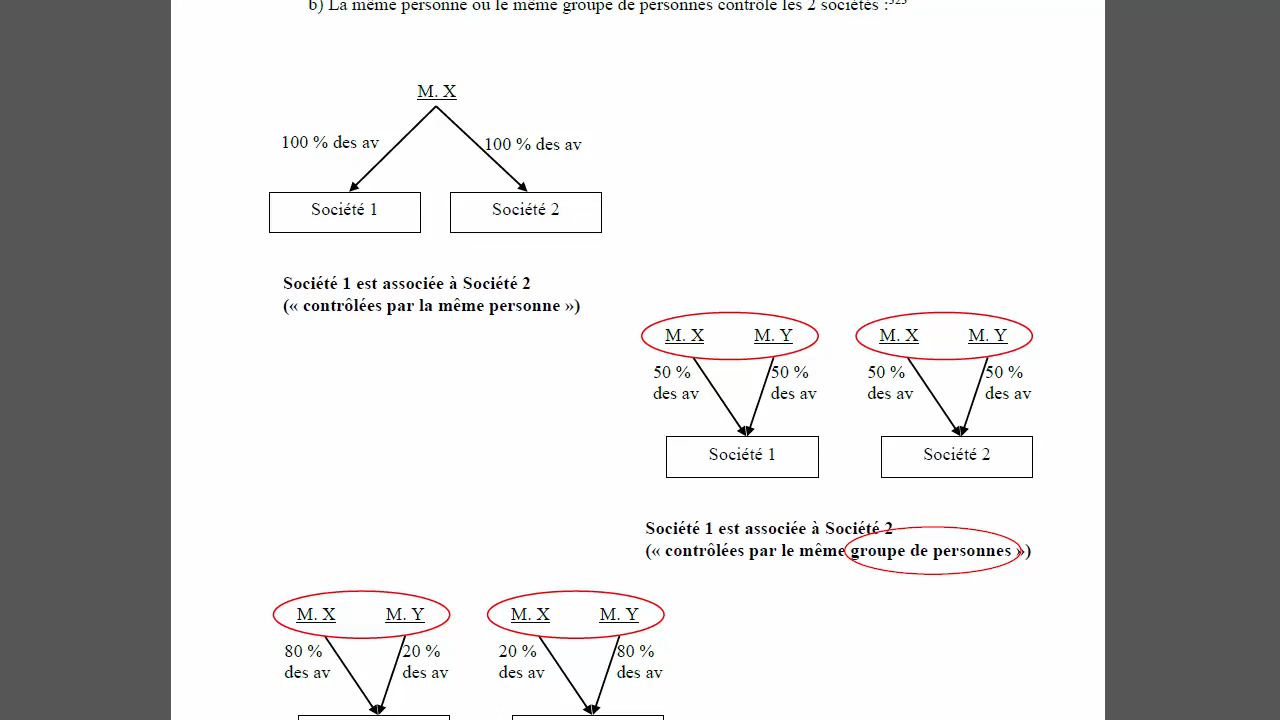 b) La même personne ou le même groupe de personnes contrôle les 2 sociétés :
M. X
100 % des av 100 % des av
Société 1 Société 2
Société 1 est associée à Société 2
(« contrôlées par la même personne »)
M. X M. Y M. X M. Y
50 % 50 % 50 % 50 %
des av des av des av des av
Société 1 Société 2
Société 1 est associée à Société 2
(« contrôlées par le même groupe de personnes »)
M. X M. Y M. X M. Y
80 % 20 % 20 % 80 %
des av des av des av des av